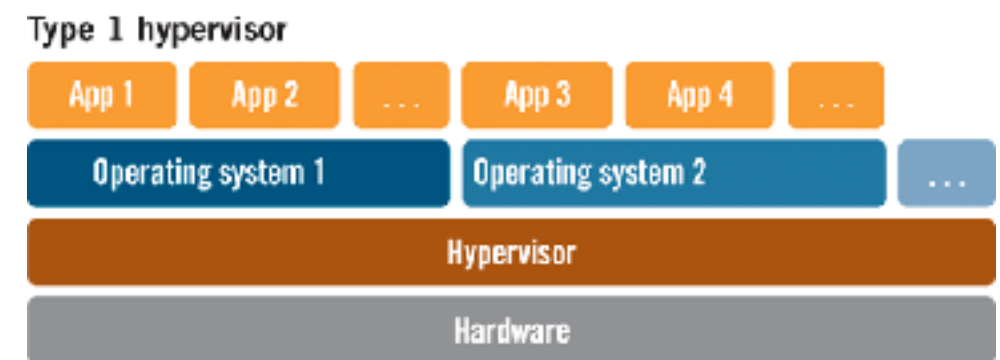 Type 1 hypervisor
App 1 App 2 ... App 3 App 4 ...
Operating system 1 Operating system 2 ...
Hypervisor
Hardware